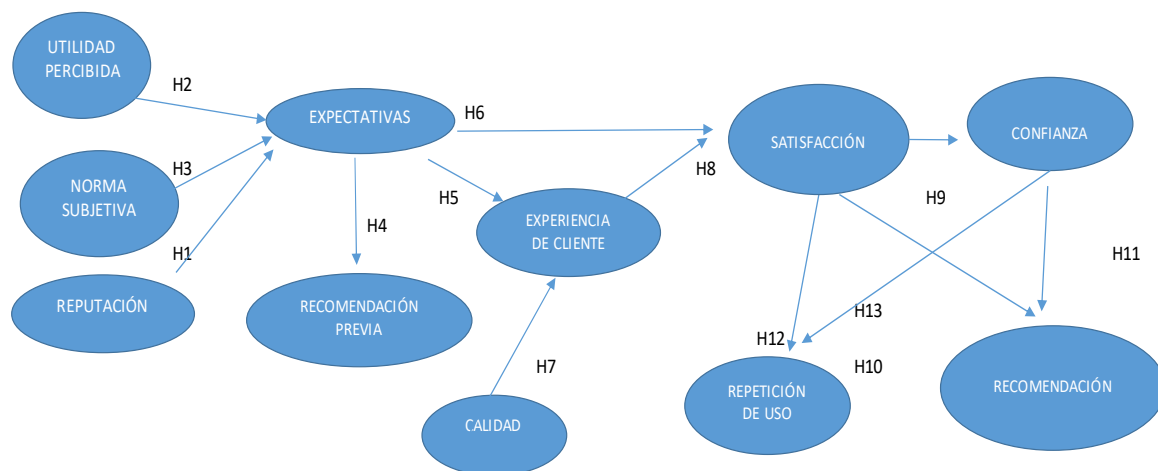 UTILIDAD
PERCIBIDA
H2
EXPECTATIVAS
H6
SATISFACCIÓN
CONFIANZA
H3
NORMA
SUBJETIVA
H5
H8
H9
EXPERIENCIA
DE CLIENTE
H4
H1
H11
REPUTACIÓN
RECOMENDACIÓN
PREVIA
H13
H12
H7
H10
REPETICIÓN
DE USO
RECOMENDACIÓN
CALIDAD